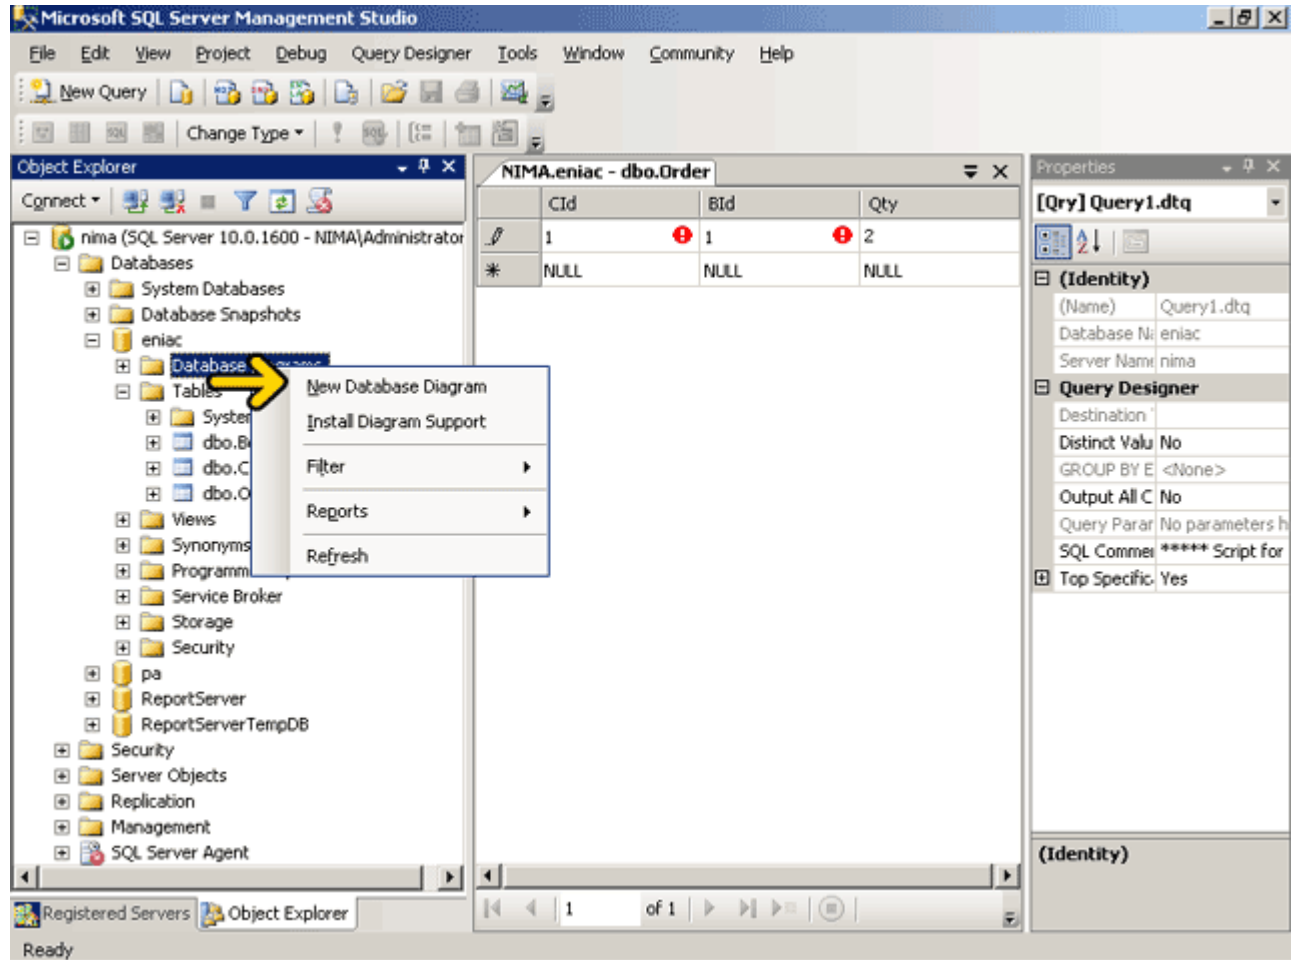 Microsoft SQL Server Management Studio
File Edit View Project Debug Query Designer Tools Window Community Help
New Query
Change Type
Object Explorer
Connect
nima (SQL Server 10.0.1600 - NIMA\Administrator
Databases
System Databases
Database Snapshots
eniac
Database
Tables
System
dbo.B
dbo.C
dbo.O
Views
Synonyms
Programm
Service Broker
Storage
Security
pa
ReportServer
ReportServerTempDB
Security
Server Objects
Replication
Management
SQL Server Agent
Registered Servers Object Explorer
Ready
New Database Diagram
Install Diagram Support
Filter
Reports
Refresh
NIMA.eniac - dbo.Order
CId BId Qty
1 1 2
NULL NULL NULL
1 of 1
Properties
[Qry] Query1.dtq
(Identity)
(Name) Query1.dtq
Database Na eniac
Server Name nima
Query Designer
Destination
Distinct Valu No
GROUP BY E <None>
Output All C No
Query Parar No parameters h
SQL Commer ***** Script for
Top Specific Yes
(Identity)